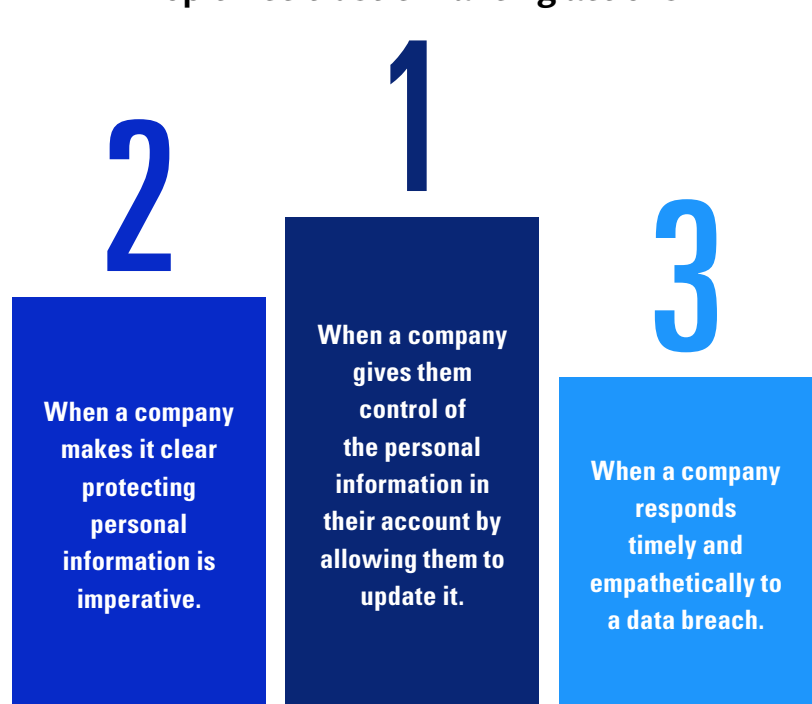 2
When a company
makes it clear
protecting
personal
information is
imperative.
1
When a company
gives them
control of
the personal
information in
their account by
allowing them to
update it.
3
When a company
responds
timely and
empathetically to
a data breach.